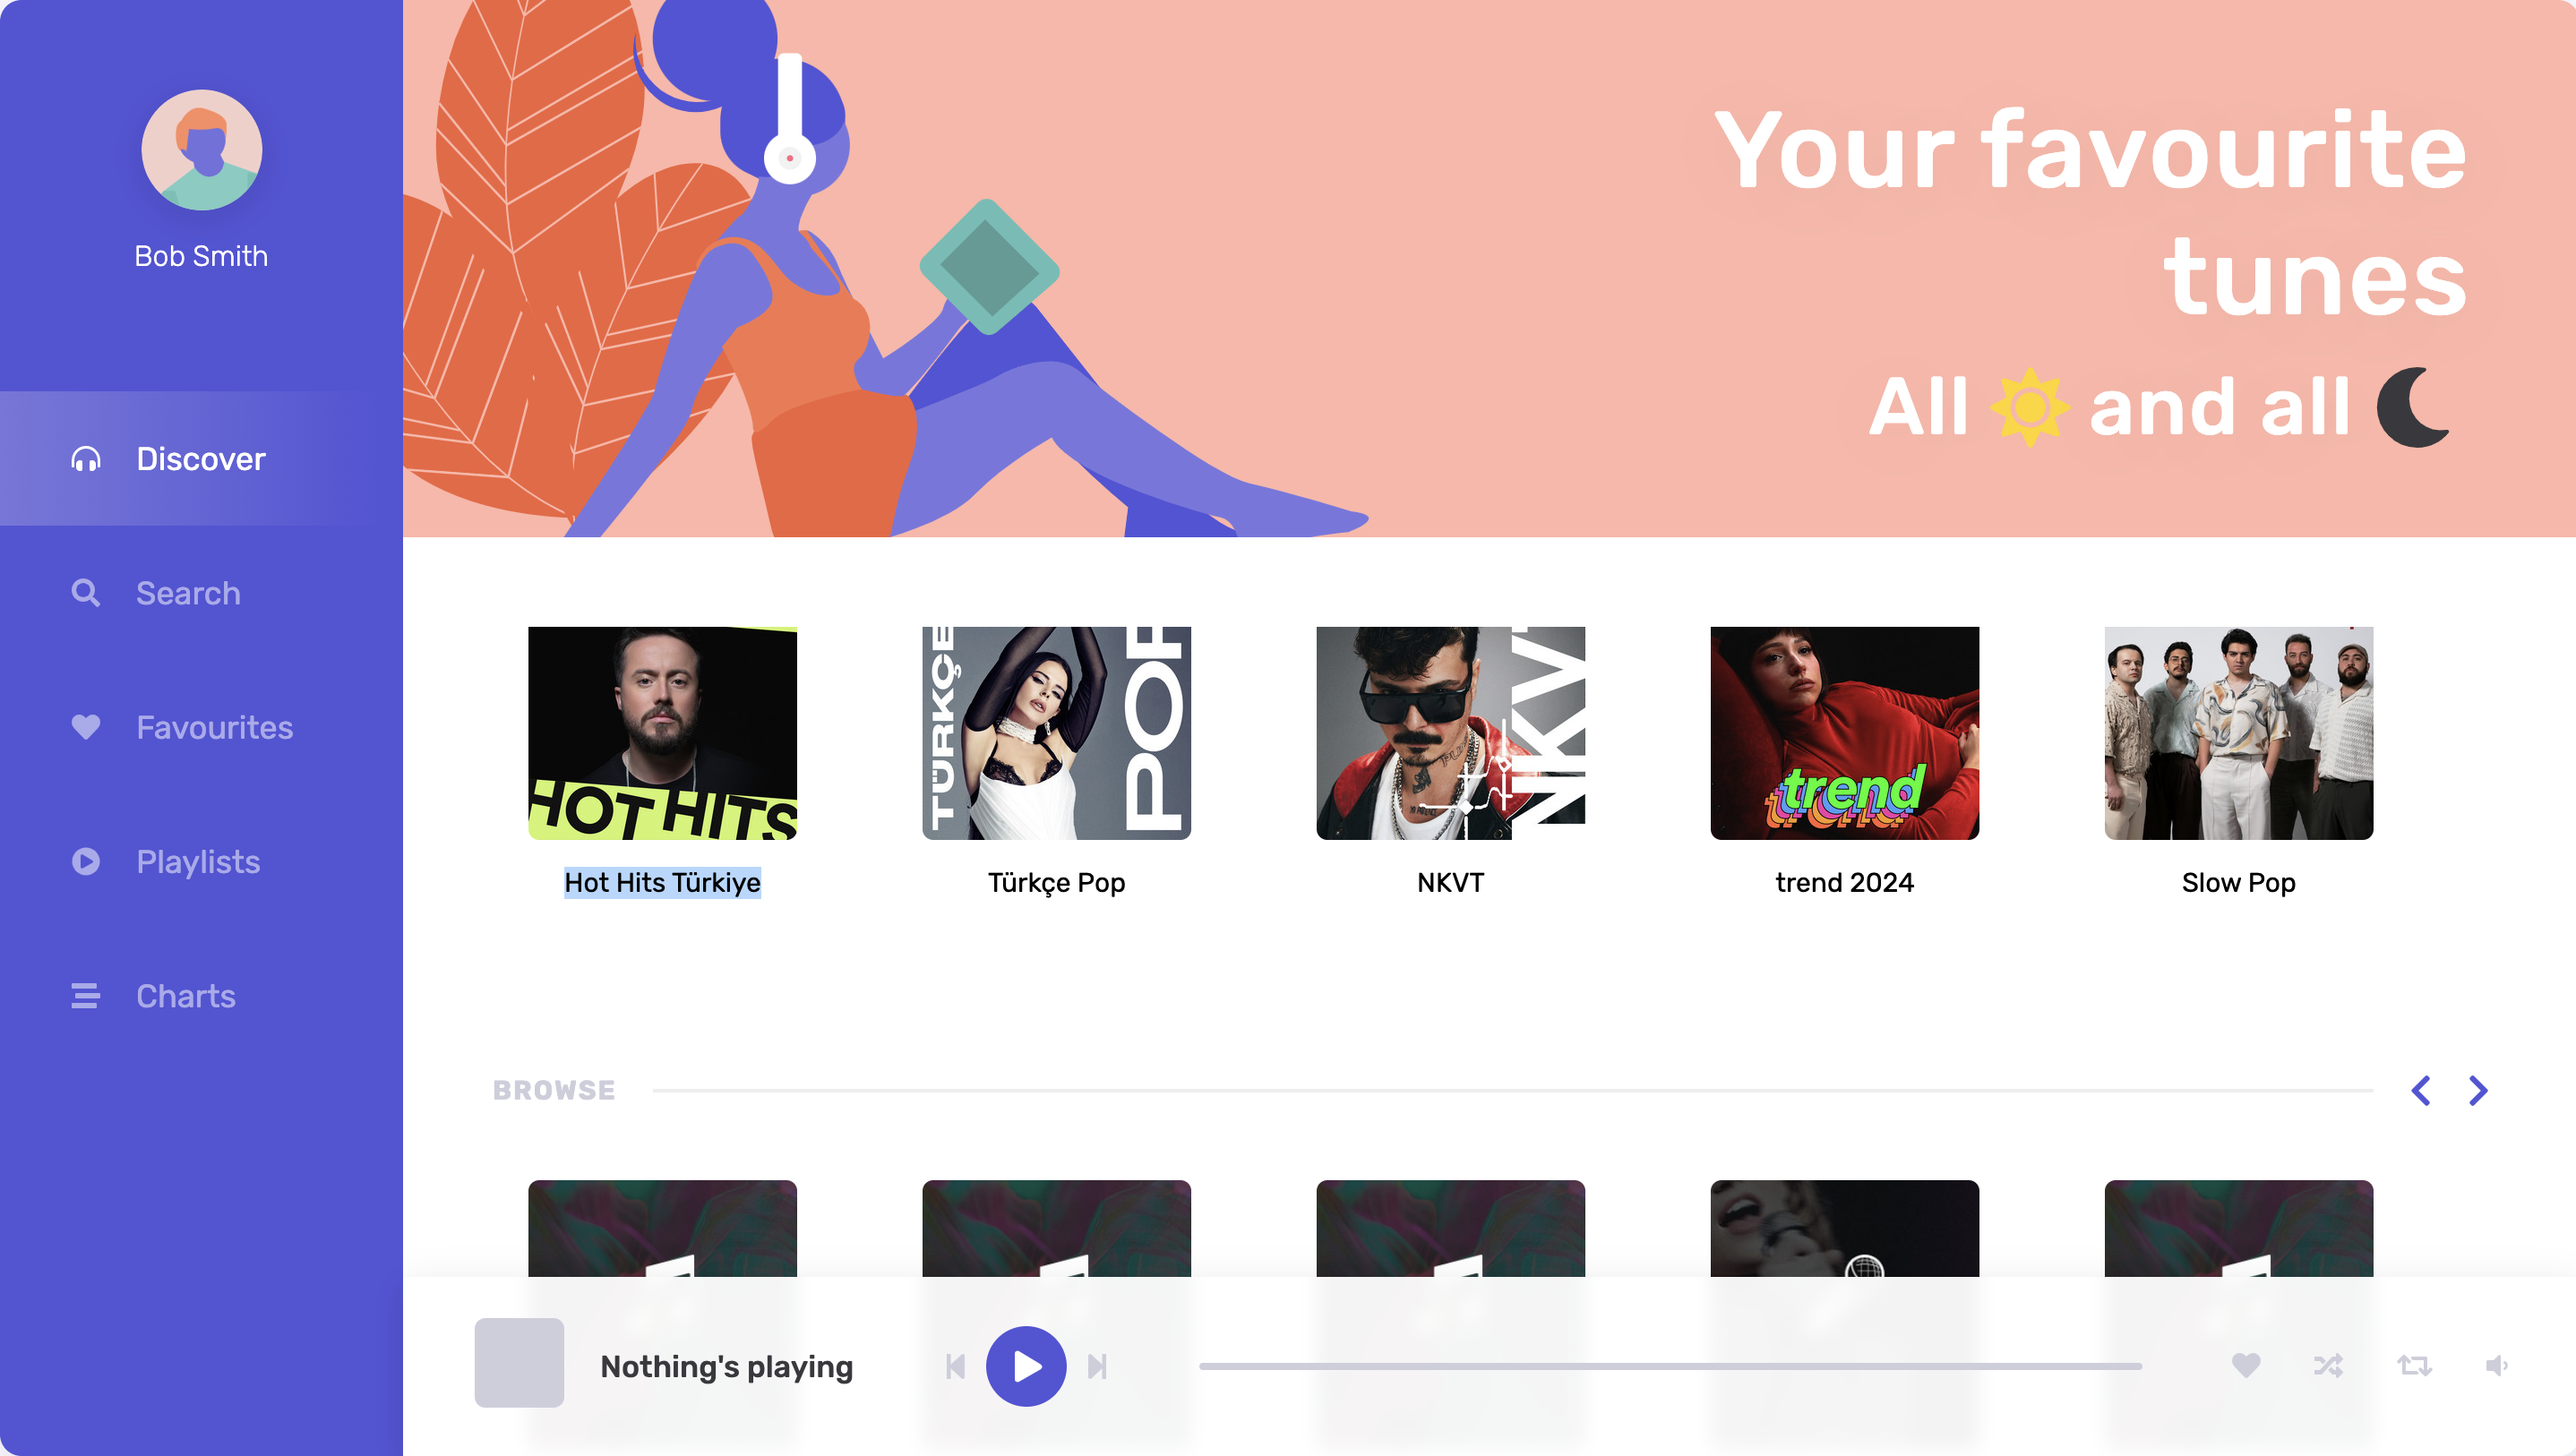 Bob Smith
Discover
Search
Favourites
Playlists
Charts
Your favourite
tunes
All and all
HOT HITS
TÜRKÇE
POP
NKVT
trend
Hot Hits Türkiye
Türkçe Pop
NKVT
trend 2024
Slow Pop
BROWSE
Nothing's playing